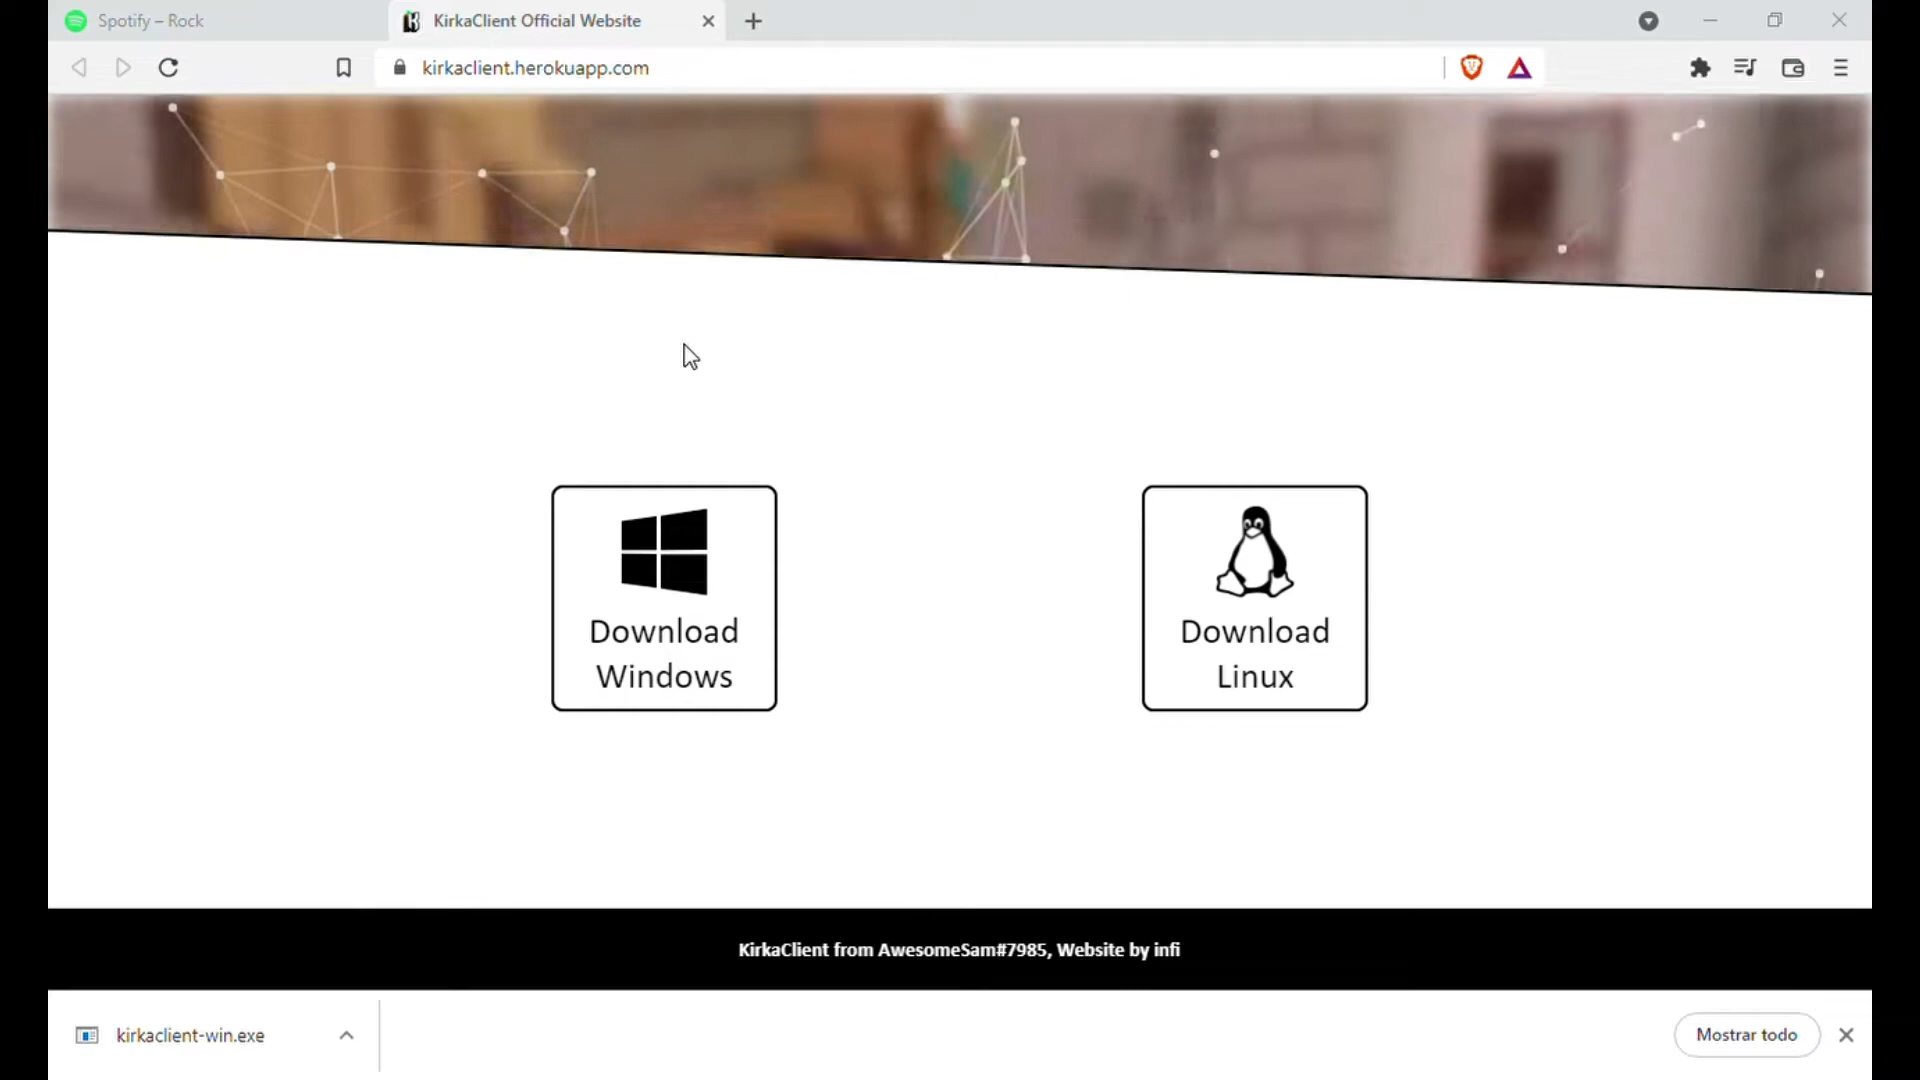 Spotify – Rock
KirkaClient Official Website
kirkaclient.herokuapp.com
Download
Windows
Download
Linux
KirkaClient from AwesomeSam#7985, Website by infi
kirkaclient-win.exe
Mostrar todo